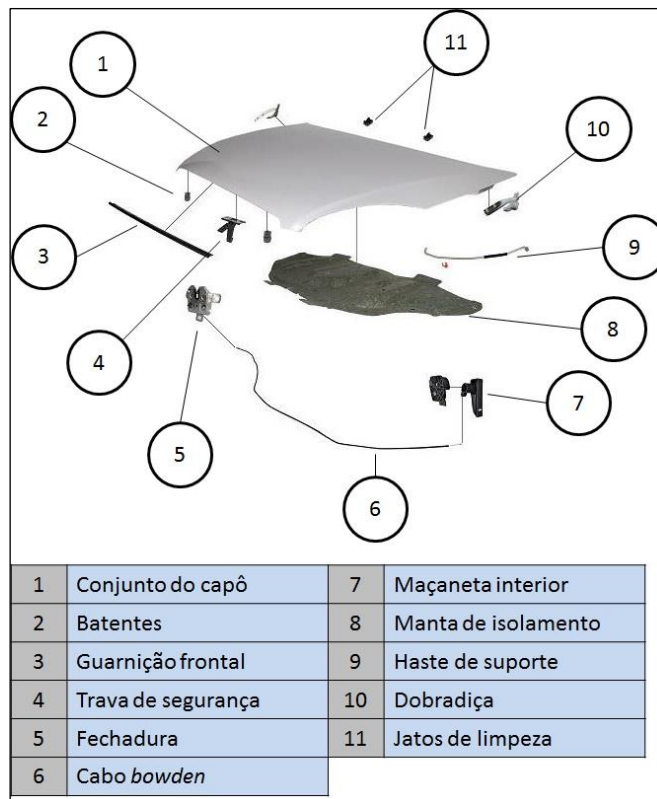 11
1
2
10
3
9
4
8
5
7
6
1 Conjunto do capô 7 Maçaneta interior
2 Batentes 8 Manta de isolamento
3 Guarnição frontal 9 Haste de suporte
4 Trava de segurança 10 Dobradiça
5 Fechadura 11 Jatos de limpeza
6 Cabo bowden